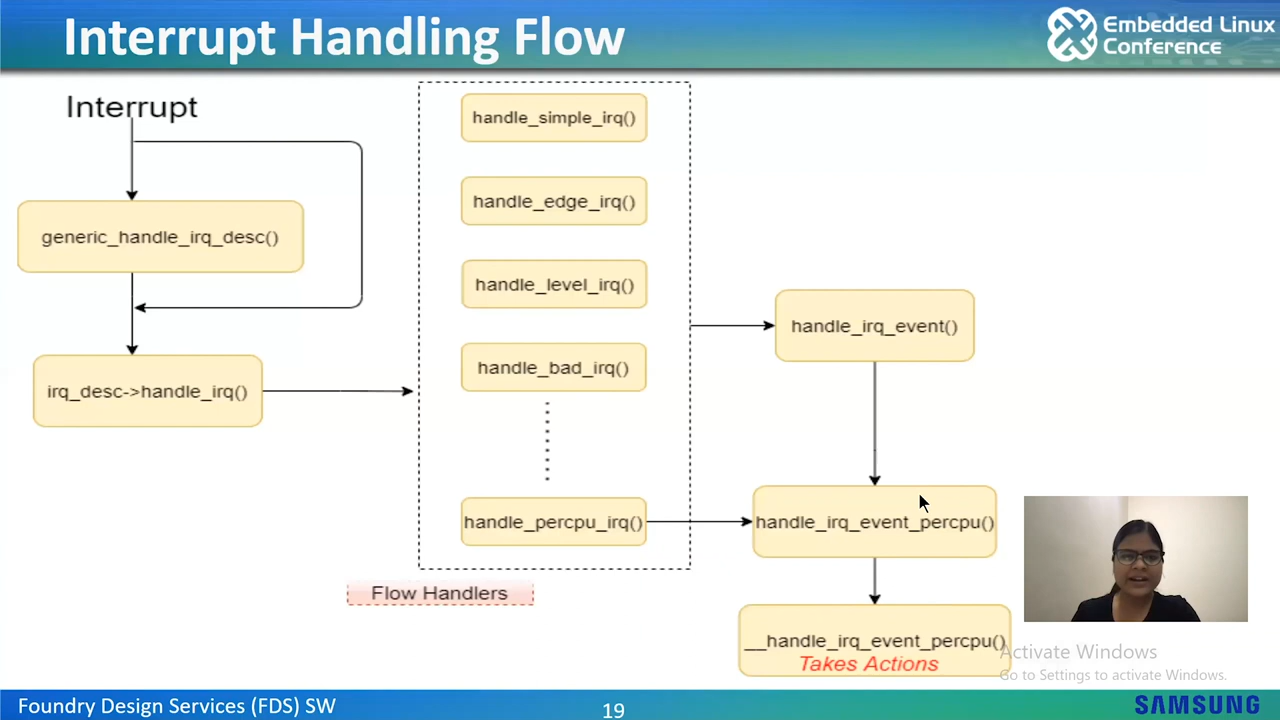 Interrupt Handling Flow
Embedded Linux
Conference
Interrupt
generic_handle_irq_desc()
irq_desc->handle_irq()
handle_simple_irq()
handle_edge_irq()
handle_level_irq()
handle_bad_irq()
handle_percpu_irq()
Flow Handlers
handle_irq_event()
handle_irq_event_percpu()
__handle_irq_event_percpu()
Takes Actions
Activate Windows
Go to Settings to activate Windows.
Foundry Design Services (FDS) SW
19
SAMSUNG